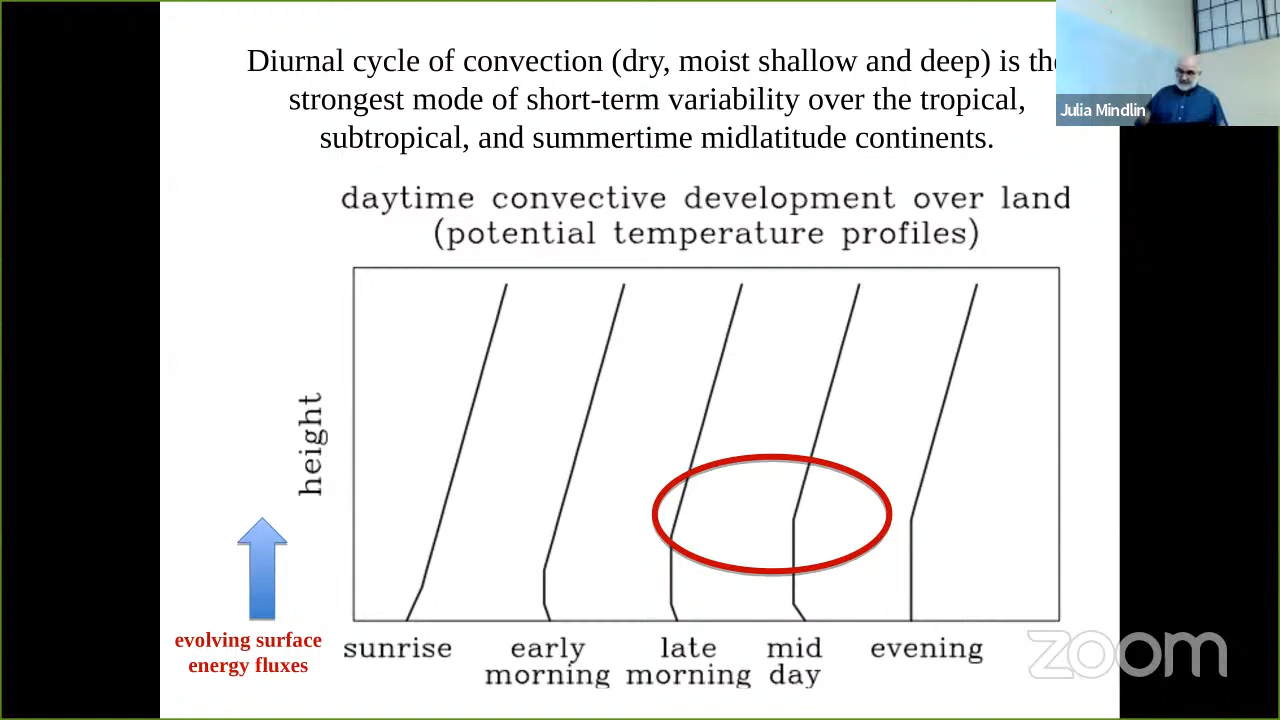 Diurnal cycle of convection (dry, moist shallow and deep) is the
strongest mode of short-term variability over the tropical,
subtropical, and summertime midlatitude continents.
Julia Mindlin
daytime convective development over land
(potential temperature profiles)
height
evolving surface
energy fluxes
sunrise
early
morning
late
morning
mid
day
evening
zoom